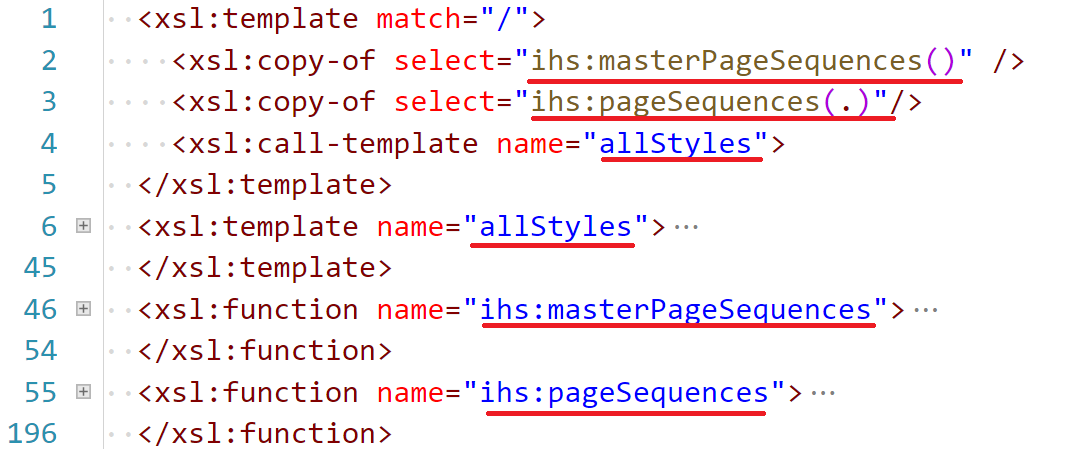 1 <xsl:template match="/">
2 <xsl:copy-of select="ihs:masterPageSequences()" />
3 <xsl:copy-of select="ihs:pageSequences(.)"/>
4 <xsl:call-template name="allStyles">
5 </xsl:template>
6 <xsl:template name="allStyles">...
45 </xsl:template>
46 <xsl:function name="ihs:masterPageSequences">...
54 </xsl:function>
55 <xsl:function name="ihs:pageSequences">...
196 </xsl:function>